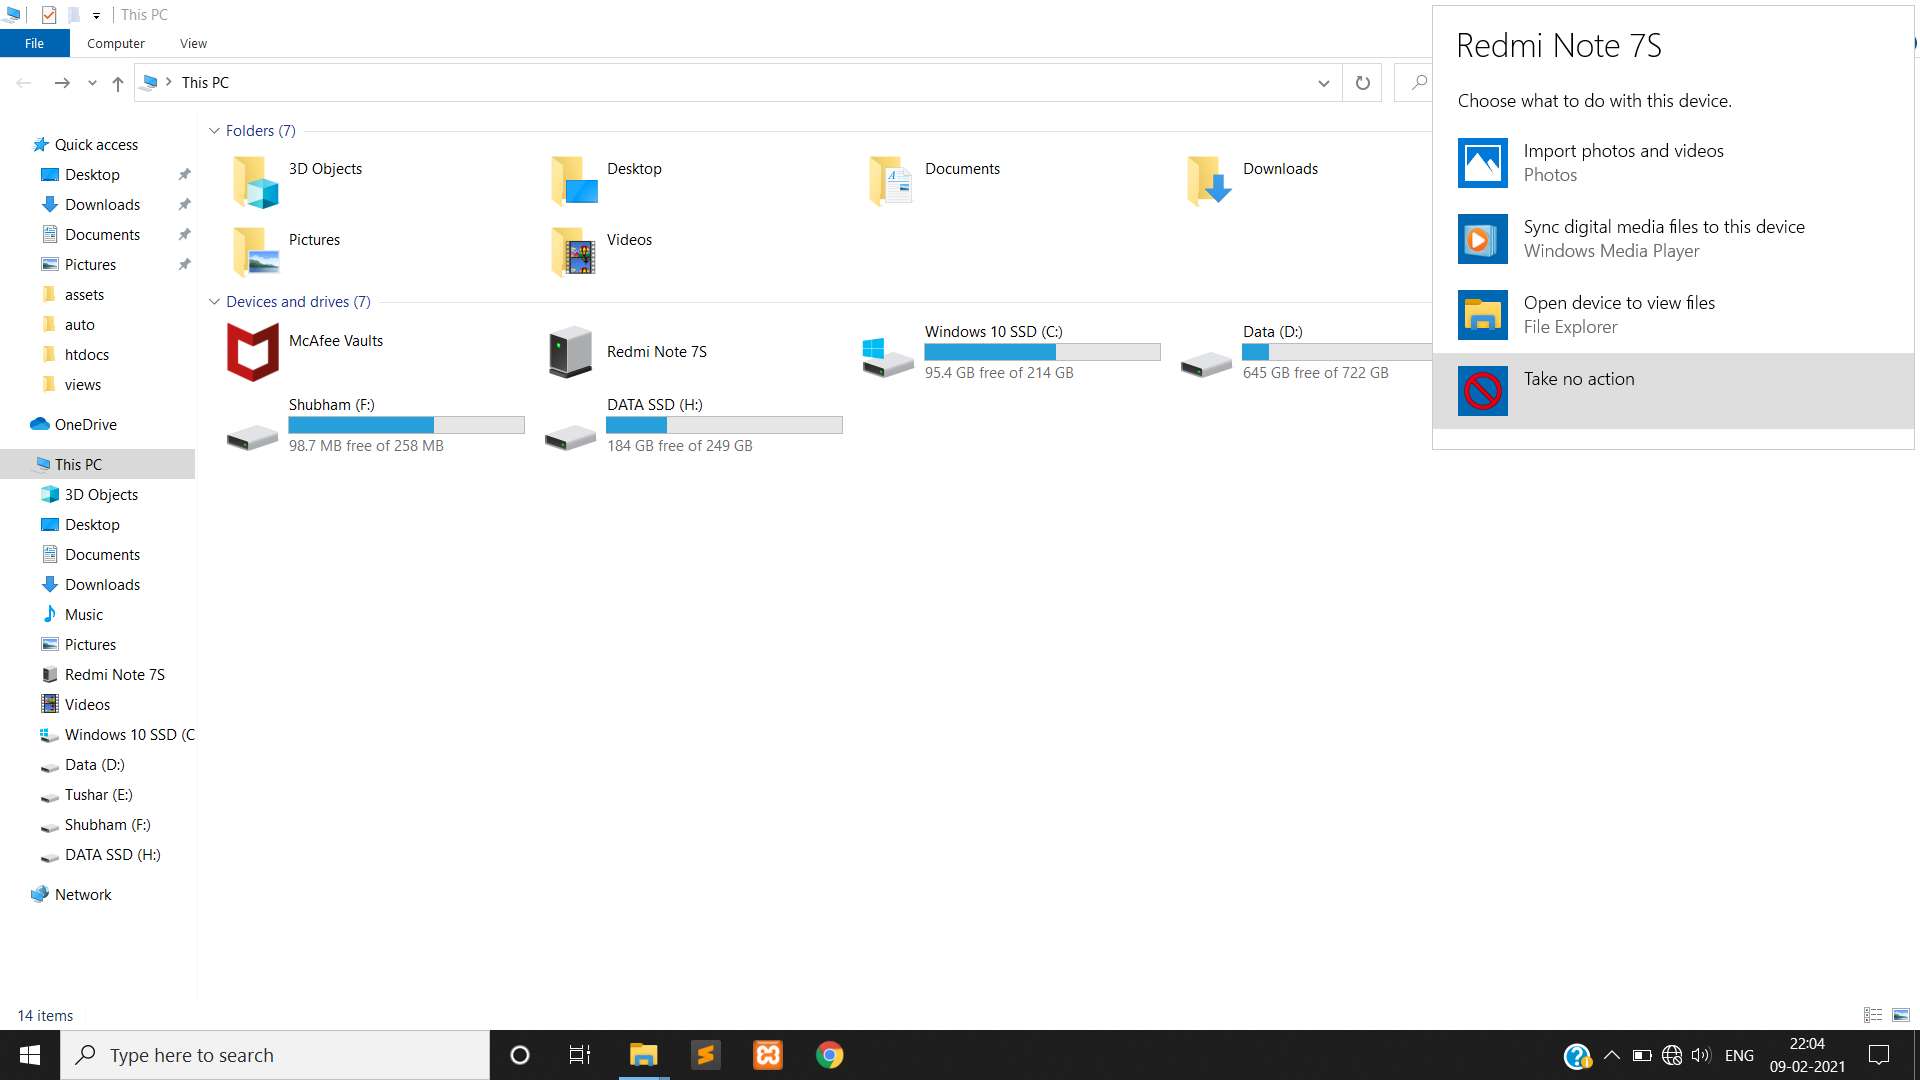 This PC
File
Computer
View
This PC
Quick access
Desktop
Downloads
Documents
Pictures
assets
auto
htdocs
views
OneDrive
This PC
3D Objects
Desktop
Documents
Downloads
Music
Pictures
Redmi Note 7S
Videos
Windows 10 SSD (C
Data (D:)
Tushar (E:)
Shubham (F:)
DATA SSD (H:)
Network
Folders (7)
3D Objects
Desktop
Documents
Downloads
Pictures
Videos
Devices and drives (7)
McAfee Vaults
Redmi Note 7S
Windows 10 SSD (C:)
95.4 GB free of 214 GB
Data (D:)
645 GB free of 722 GB
Shubham (F:)
98.7 MB free of 258 MB
DATA SSD (H:)
184 GB free of 249 GB
Redmi Note 7S
Choose what to do with this device.
Import photos and videos
Photos
Sync digital media files to this device
Windows Media Player
Open device to view files
File Explorer
Take no action
14 items
Type here to search
ENG
22:04
09-02-2021